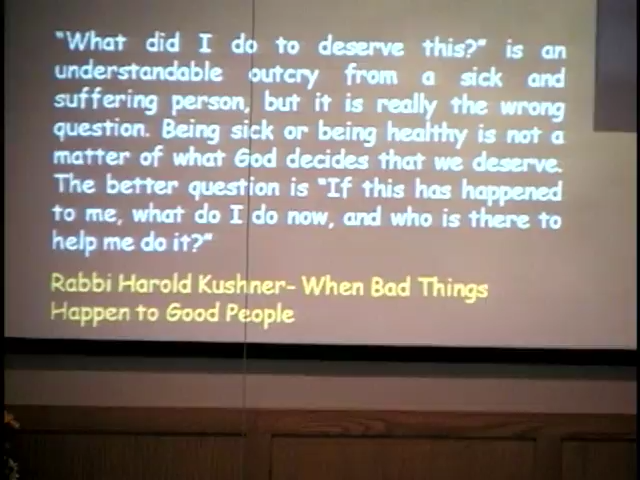 "What did I do to deserve this?" is an
understandable outcry from a sick and
suffering person, but it is really the wrong
question. Being sick or being healthy is not a
matter of what God decides that we deserve.
The better question is "If this has happened
to me, what do I do now, and who is there to
help me do it?"
Rabbi Harold Kushner- When Bad Things
Happen to Good People